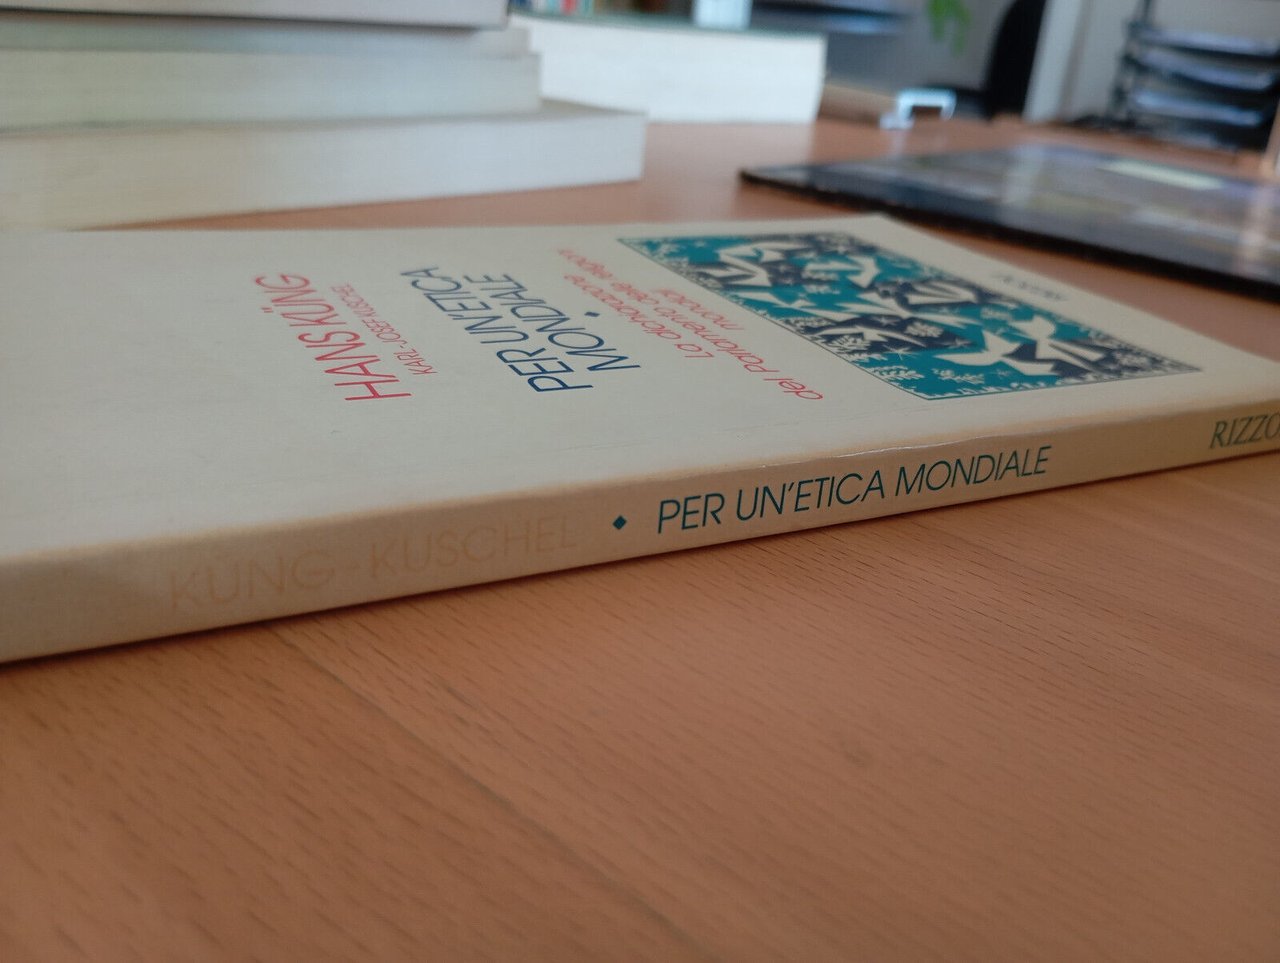 HANS KÜNG
KARL-JOSEF KUSCHEL
PER UN'ETICA
MONDIALE
La dichiarazione
del Parlamento delle religioni
mondiali
RIZZOLI
KÜNG - KUSCHEL ◆ PER UN'ETICA MONDIALE RIZZO